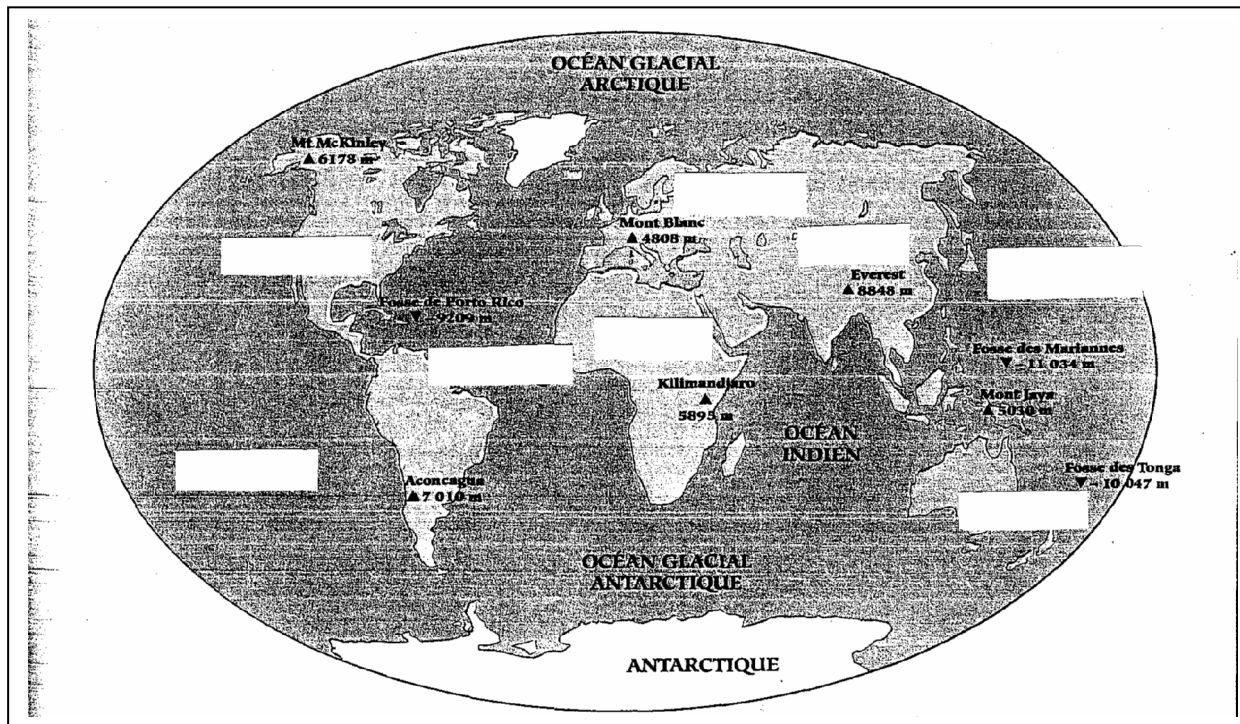 OCÉAN GLACIAL
ARCTIQUE
Mt McKinley
▲ 6178 m
Mont Blanc
▲ 4808 m
Everest
▲ 8848 m
Fosse de Porto Rico
▼ -9209 m
Fosse des Mariannes
▼ - 11 034 m
Kilimandjaro
▲
5895 m
Mont Jaya
▲ 5030 m
OCÉAN
INDIEN
Fosse des Tonga
▼ - 10 047 m
Aconcagua
▲ 7 010 m
OCÉAN GLACIAL
ANTARCTIQUE
ANTARCTIQUE